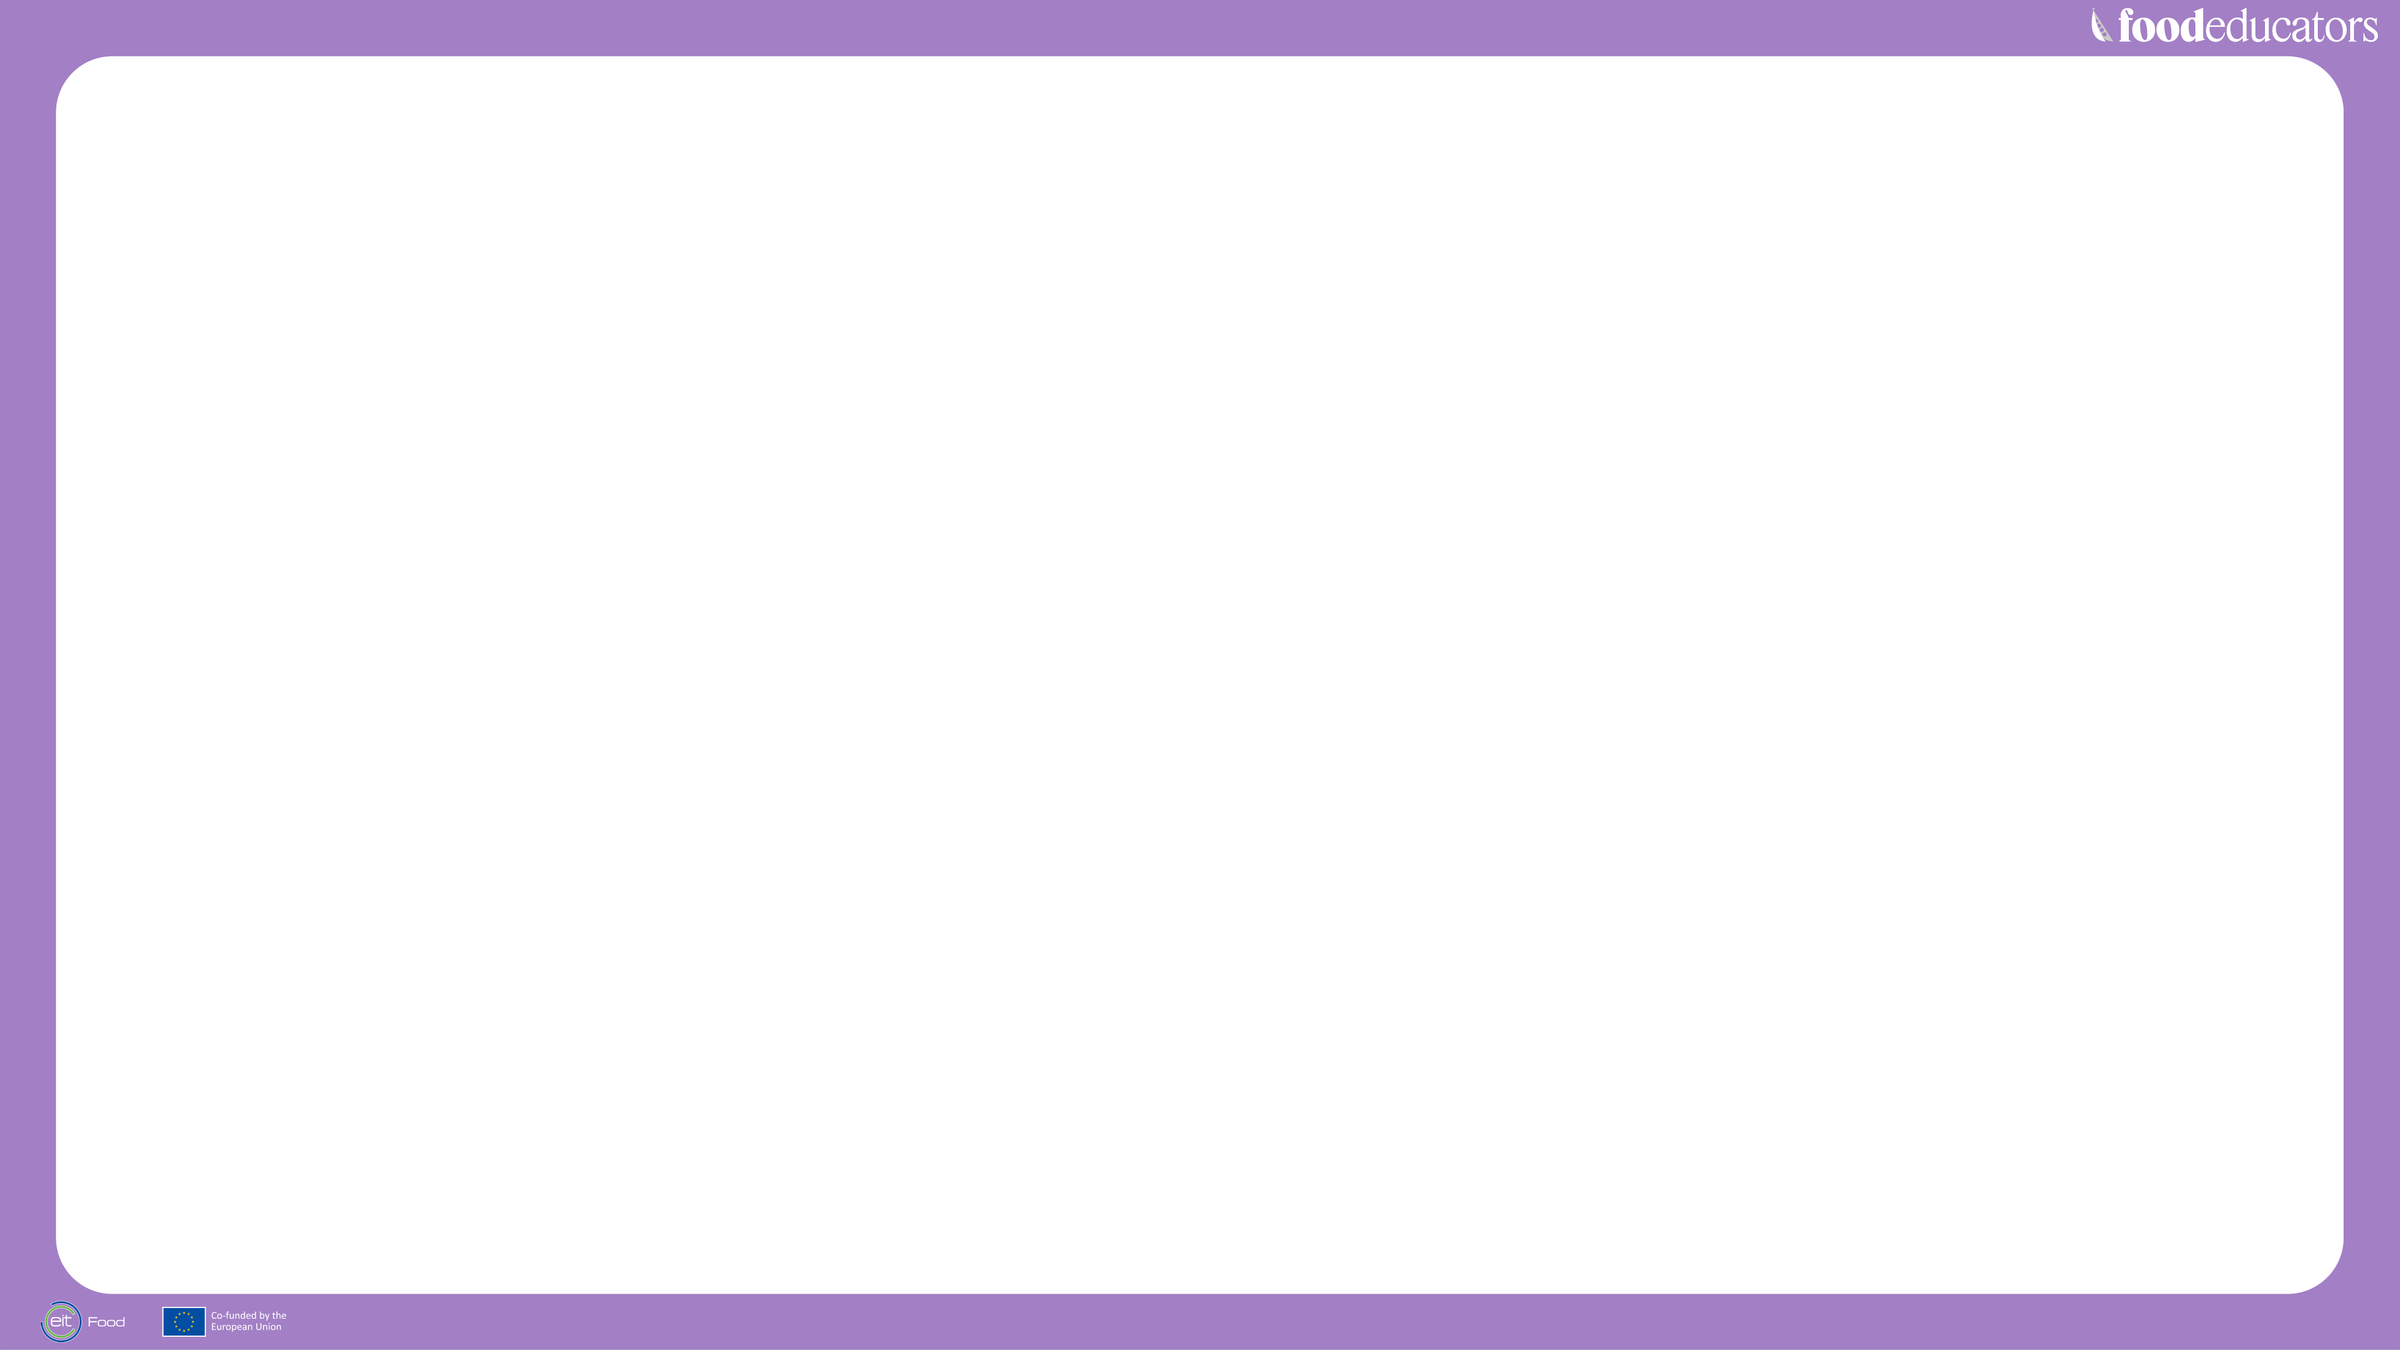 foodeducators
eit Food
Co-funded by the
European Union